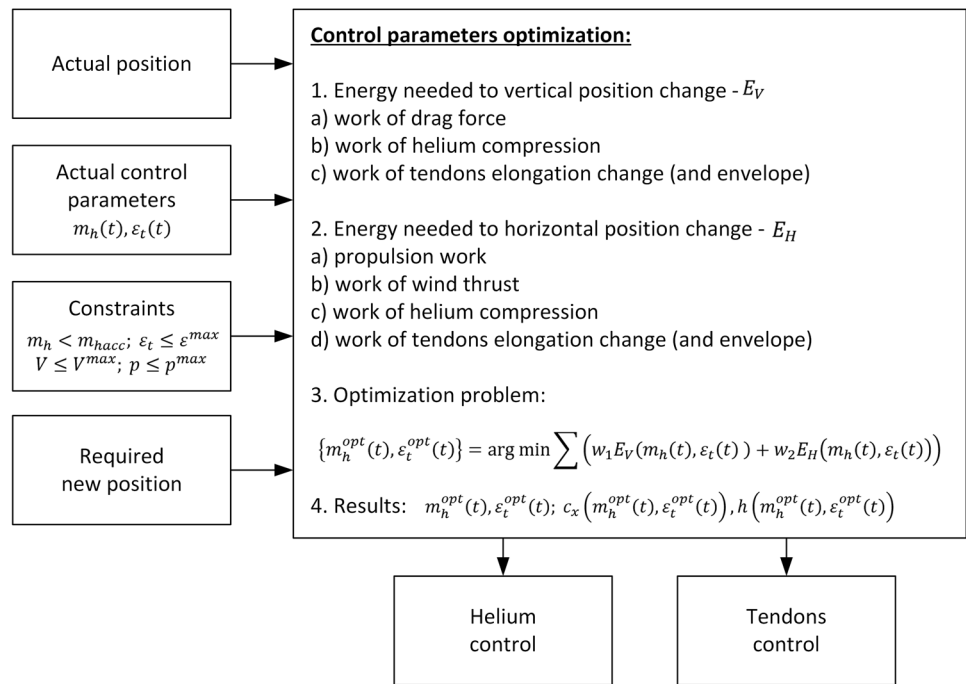 Actual position
Actual control
parameters
m_h(t), ε_t(t)
Constraints
m_h < m_{hacc}; ε_t ≤ ε^{max}
V ≤ V^{max}; p ≤ p^{max}
Required
new position
Control parameters optimization:
1. Energy needed to vertical position change - E_V
a) work of drag force
b) work of helium compression
c) work of tendons elongation change (and envelope)
2. Energy needed to horizontal position change - E_H
a) propulsion work
b) work of wind thrust
c) work of helium compression
d) work of tendons elongation change (and envelope)
3. Optimization problem:
{m_h^{opt}(t), ε_t^{opt}(t)} = arg min ∑ (w_1 E_V(m_h(t), ε_t(t)) + w_2 E_H(m_h(t), ε_t(t)))
4. Results: m_h^{opt}(t), ε_t^{opt}(t); c_x (m_h^{opt}(t), ε_t^{opt}(t)), h (m_h^{opt}(t), ε_t^{opt}(t))
Helium
control
Tendons
control